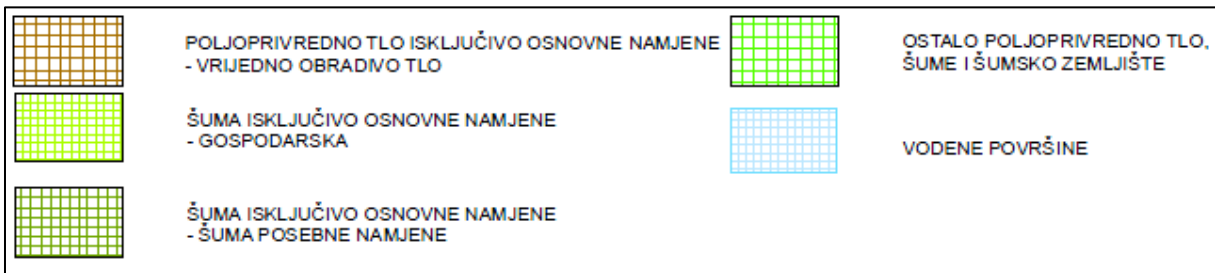 POLJOPRIVREDNO TLO ISKLJUČIVO OSNOVNE NAMJENE
- VRIJEDNO OBRADIVO TLO
ŠUMA ISKLJUČIVO OSNOVNE NAMJENE
- GOSPODARSKA
ŠUMA ISKLJUČIVO OSNOVNE NAMJENE
- ŠUMA POSEBNE NAMJENE
OSTALO POLJOPRIVREDNO TLO,
ŠUME I ŠUMSKO ZEMLJIŠTE
VODENE POVRŠINE